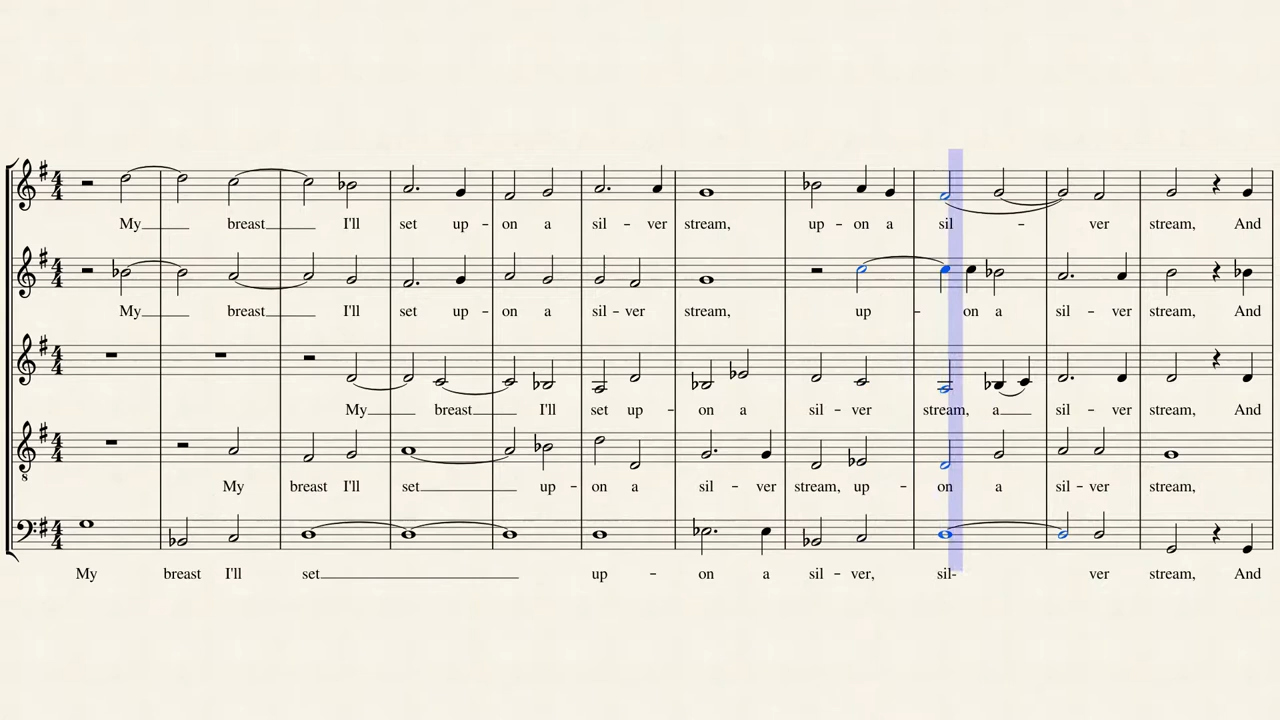 My breast I'll set up - on a sil - ver stream, up - on a sil - ver stream, And
My breast I'll set up - on a sil - ver stream, up - on a sil - ver stream, And
My breast I'll set up - on a sil - ver stream, a sil - ver stream, And
8
My breast I'll set up - on a sil - ver stream, up - on a sil - ver stream,
My breast I'll set up - on a sil - ver, sil- ver stream, And